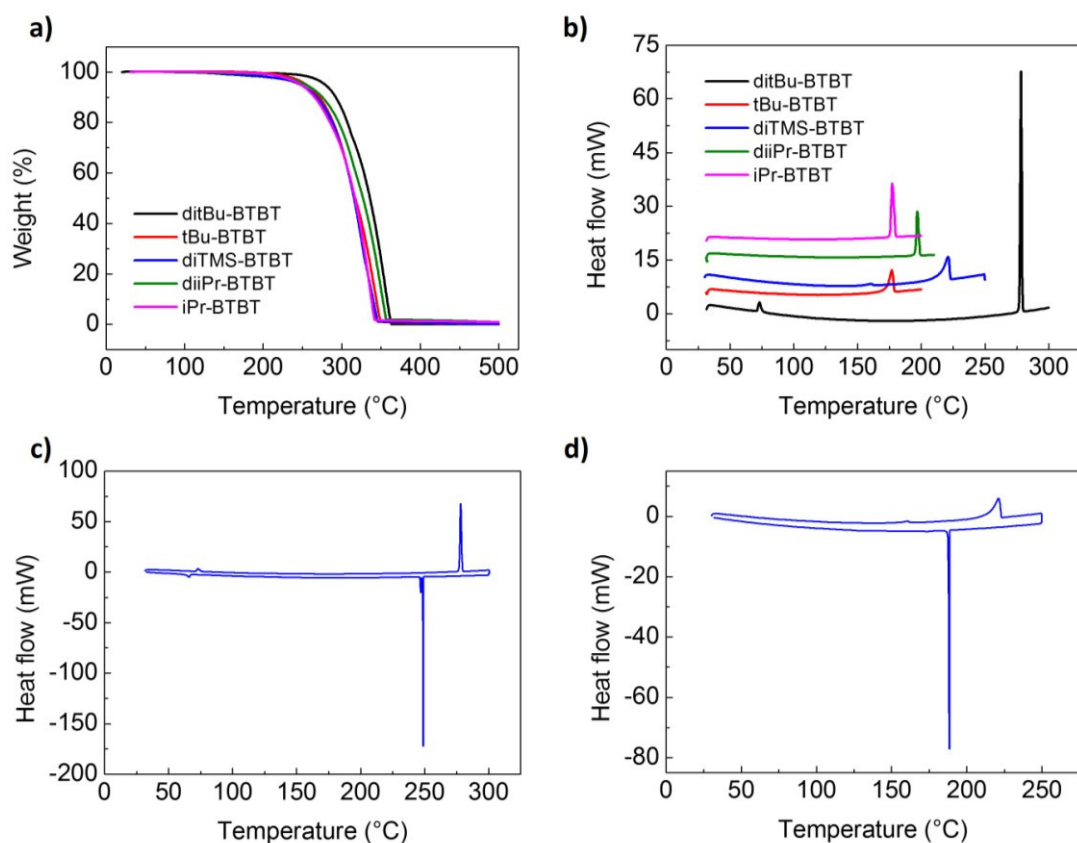 a)
100
80
60
40
20
0
Weight (%)
ditBu-BTBT
tBu-BTBT
diTMS-BTBT
diiPr-BTBT
iPr-BTBT
0 100 200 300 400 500
Temperature (°C)
b)
75
60
45
30
15
0
Heat flow (mW)
ditBu-BTBT
tBu-BTBT
diTMS-BTBT
diiPr-BTBT
iPr-BTBT
0 50 100 150 200 250 300
Temperature (°C)
c)
100
50
0
-50
-100
-150
-200
Heat flow (mW)
0 50 100 150 200 250 300
Temperature (°C)
d)
0
-20
-40
-60
-80
Heat flow (mW)
0 50 100 150 200 250
Temperature (°C)